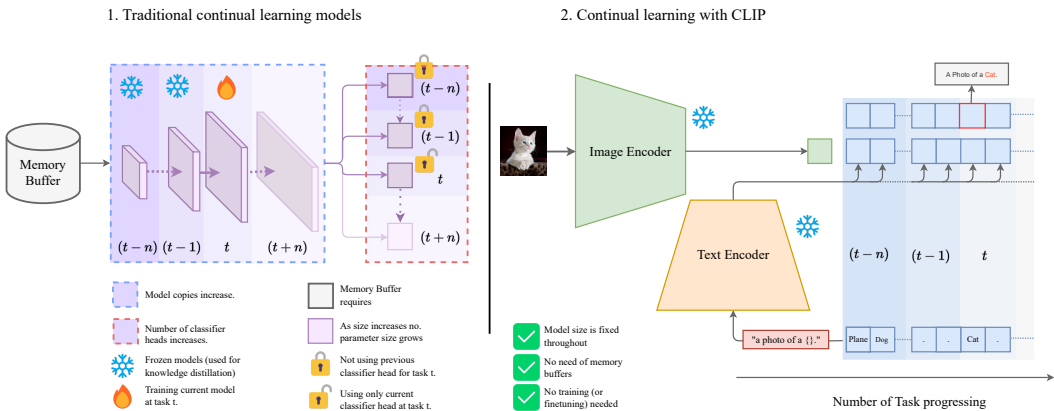 1. Traditional continual learning models
Memory
Buffer
(t − n)
(t − 1)
t
(t + n)
(t − n)
(t − 1)
t
(t + n)
Model copies increase.
Number of classifier
heads increases.
Frozen models (used for
knowledge distillation)
Training current model
at task t.
Memory Buffer
requires
As size increases no.
parameter size grows
Not using previous
classifier head for task t.
Using only current
classifier head at task t.
2. Continual learning with CLIP
A Photo of a Cat.
Image Encoder
Text Encoder
(t − n)
(t − 1)
t
"a photo of a {}."
Plane
Dog
.
.
Cat
.
Model size is fixed
throughout
No need of memory
buffers
No training (or
finetuning) needed
Number of Task progressing